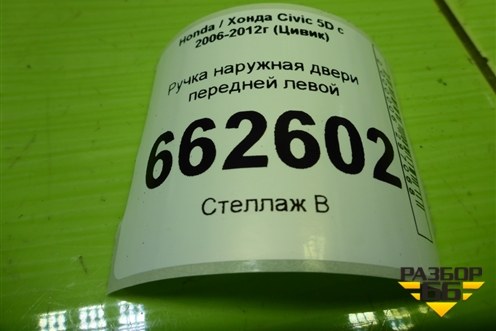 Honda / Хонда Civic 5D с
2006-2012г (Цивик)
Ручка наружная двери
передней левой
662602
Стеллаж В
РАЗБОР
66